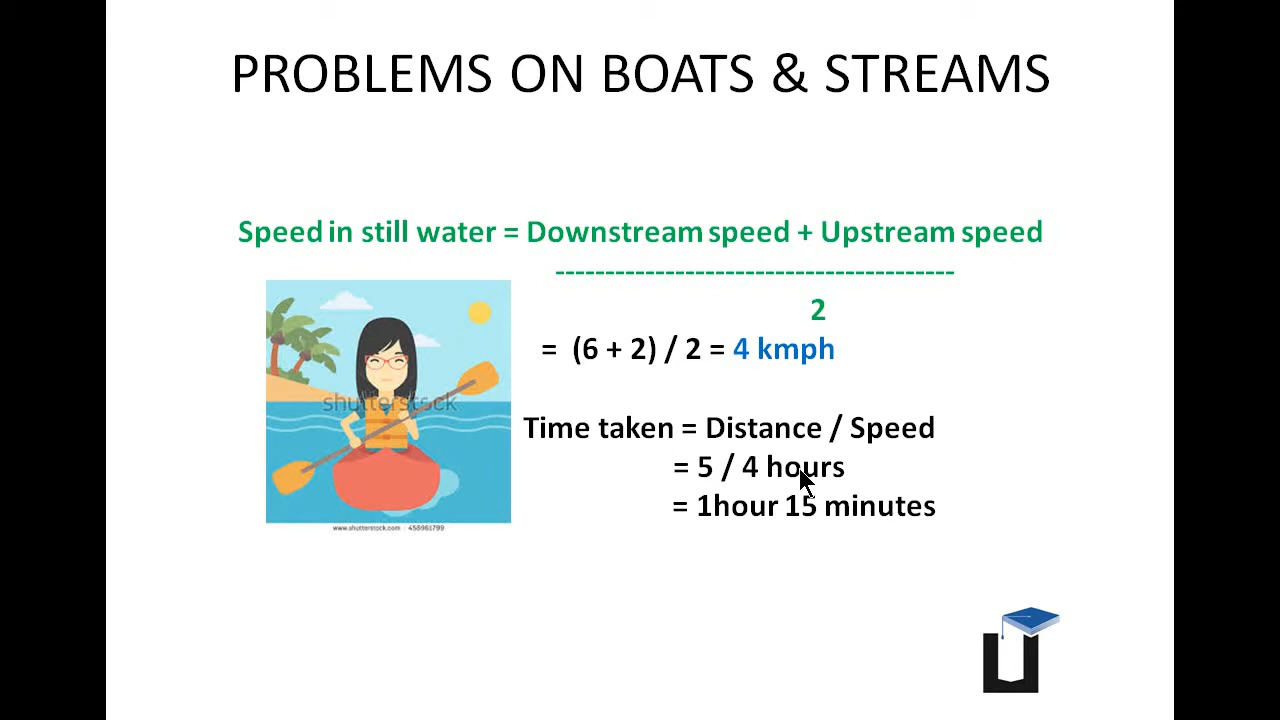 PROBLEMS ON BOATS & STREAMS
Speed in still water = Downstream speed + Upstream speed
----------------------------------------
2
= (6 + 2) / 2 = 4 kmph
shutterstock
Time taken = Distance / Speed
= 5 / 4 hours
= 1hour 15 minutes
www.shutterstock.com · 458961799